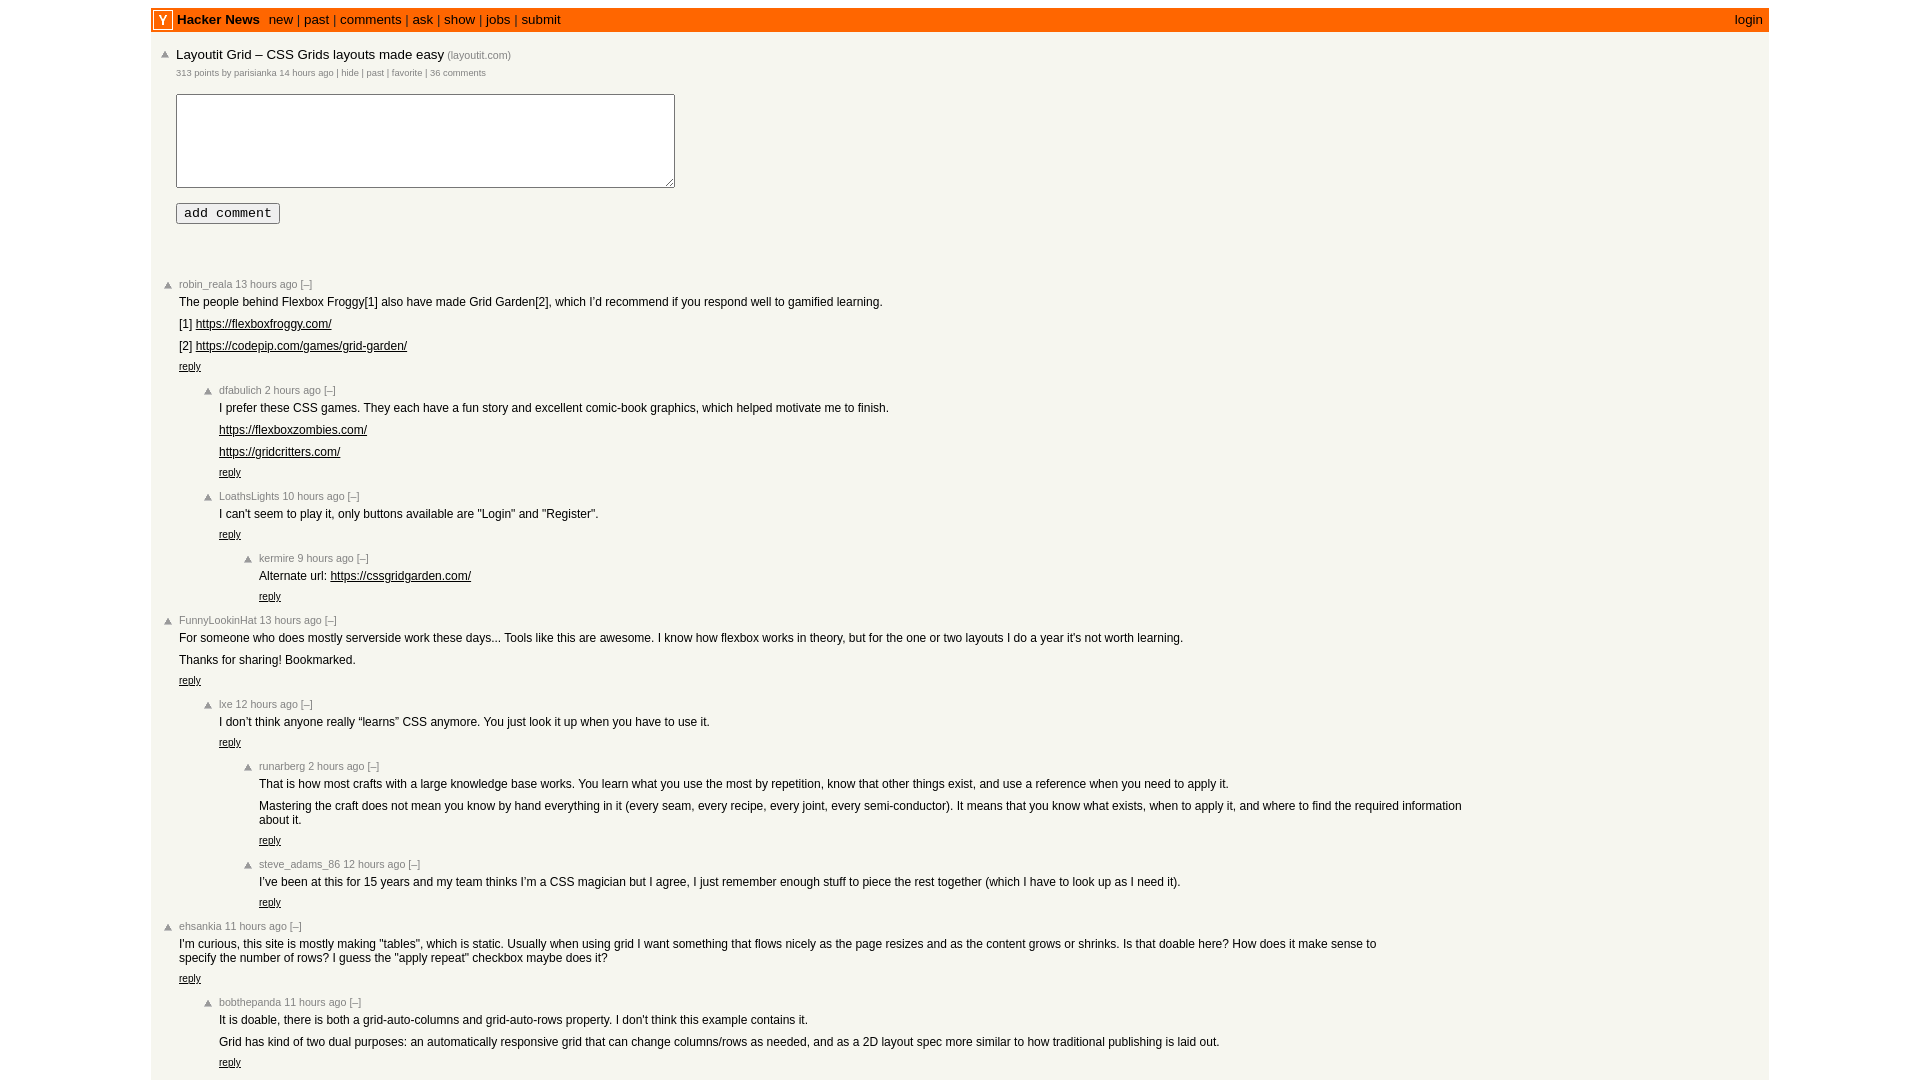 Y Hacker News new | past | comments | ask | show | jobs | submit login
Layoutit Grid – CSS Grids layouts made easy (layoutit.com)
313 points by parisianka 14 hours ago | hide | past | favorite | 36 comments
add comment
robin_reala 13 hours ago [–]
The people behind Flexbox Froggy[1] also have made Grid Garden[2], which I’d recommend if you respond well to gamified learning.
[1] https://flexboxfroggy.com/
[2] https://codepip.com/games/grid-garden/
reply
dfabulich 2 hours ago [–]
I prefer these CSS games. They each have a fun story and excellent comic-book graphics, which helped motivate me to finish.
https://flexboxzombies.com/
https://gridcritters.com/
reply
LoathsLights 10 hours ago [–]
I can't seem to play it, only buttons available are "Login" and "Register".
reply
kermire 9 hours ago [–]
Alternate url: https://cssgridgarden.com/
reply
FunnyLookinHat 13 hours ago [–]
For someone who does mostly serverside work these days... Tools like this are awesome. I know how flexbox works in theory, but for the one or two layouts I do a year it's not worth learning.
Thanks for sharing! Bookmarked.
reply
lxe 12 hours ago [–]
I don’t think anyone really “learns” CSS anymore. You just look it up when you have to use it.
reply
runarberg 2 hours ago [–]
That is how most crafts with a large knowledge base works. You learn what you use the most by repetition, know that other things exist, and use a reference when you need to apply it.
Mastering the craft does not mean you know by hand everything in it (every seam, every recipe, every joint, every semi-conductor). It means that you know what exists, when to apply it, and where to find the required information
about it.
reply
steve_adams_86 12 hours ago [–]
I’ve been at this for 15 years and my team thinks I’m a CSS magician but I agree, I just remember enough stuff to piece the rest together (which I have to look up as I need it).
reply
ehsankia 11 hours ago [–]
I'm curious, this site is mostly making "tables", which is static. Usually when using grid I want something that flows nicely as the page resizes and as the content grows or shrinks. Is that doable here? How does it make sense to
specify the number of rows? I guess the "apply repeat" checkbox maybe does it?
reply
bobthepanda 11 hours ago [–]
It is doable, there is both a grid-auto-columns and grid-auto-rows property. I don't think this example contains it.
Grid has kind of two dual purposes: an automatically responsive grid that can change columns/rows as needed, and as a 2D layout spec more similar to how traditional publishing is laid out.
reply